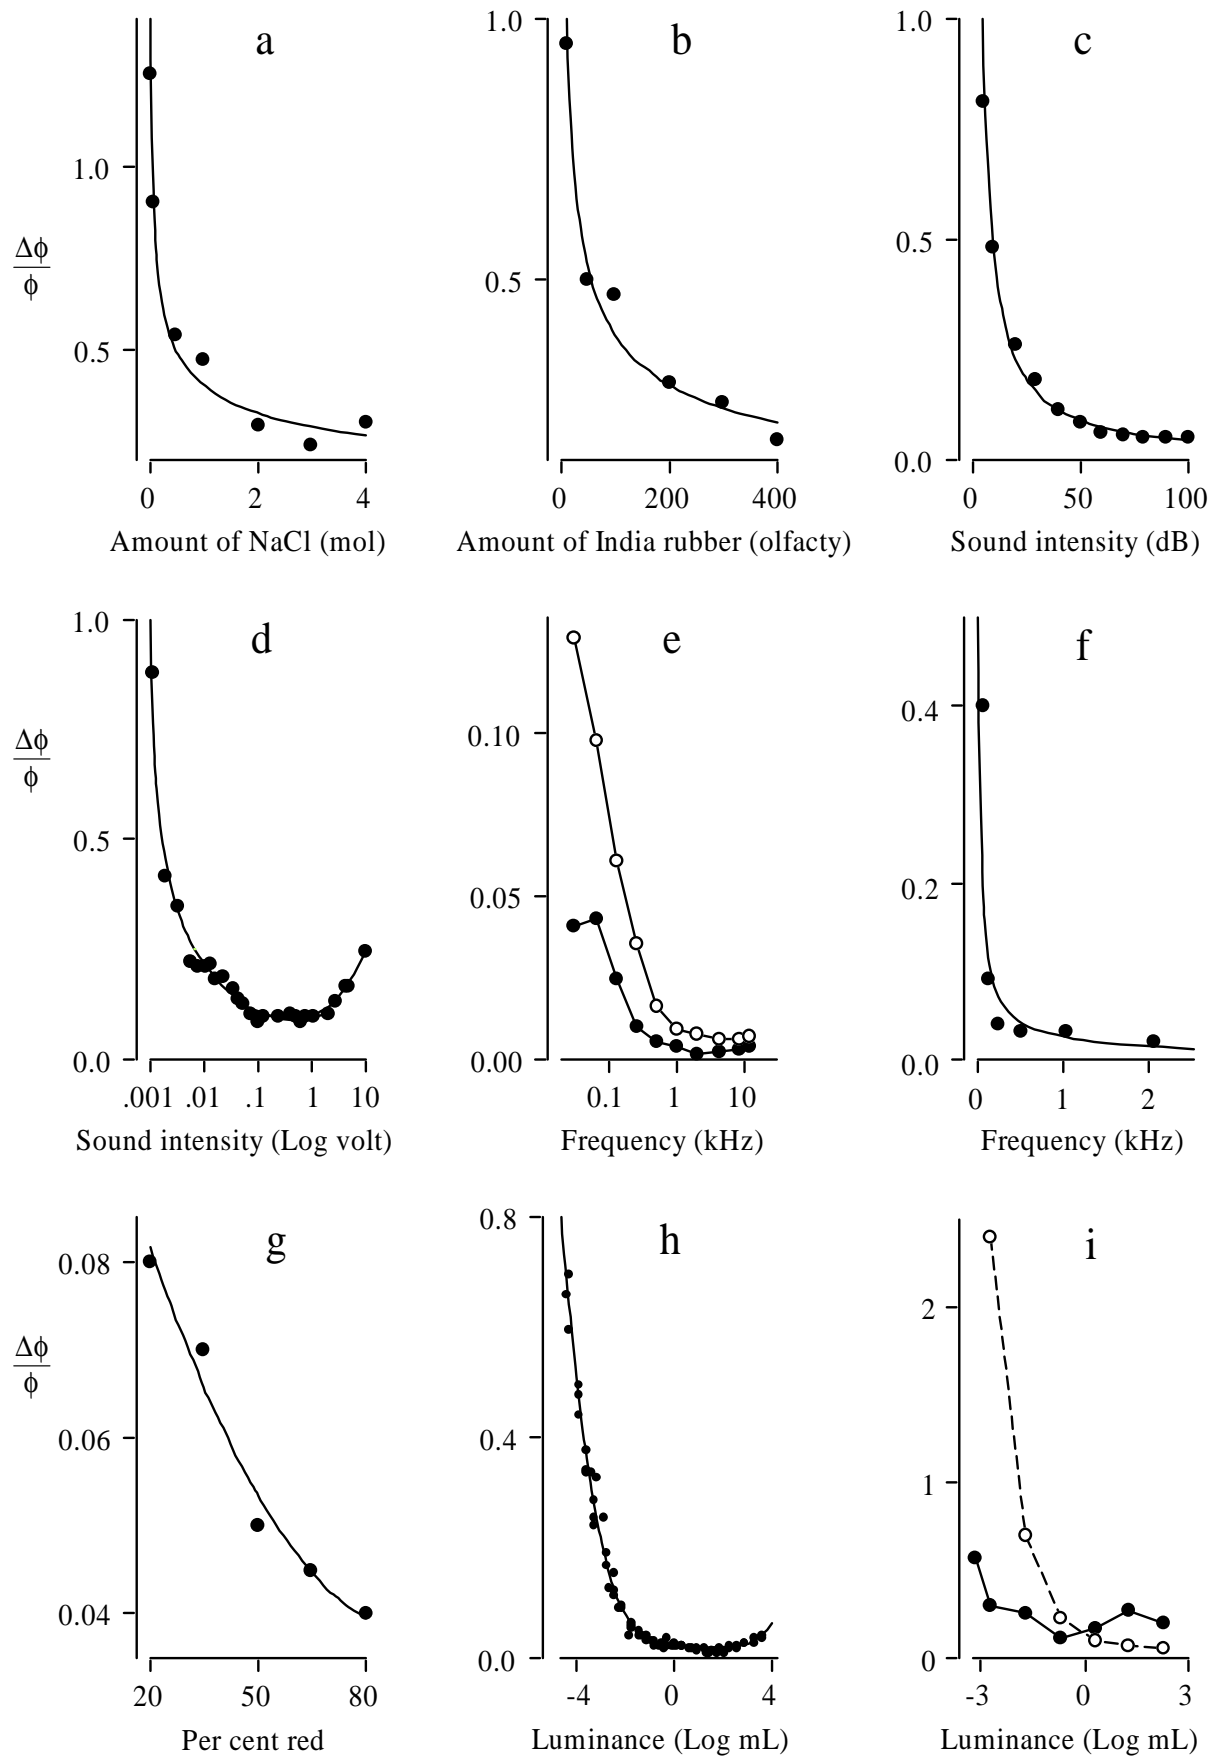 a
1.0
0.5
Δϕ
ϕ
0 2 4
Amount of NaCl (mol)
b
1.0
0.5
0 200 400
Amount of India rubber (olfacty)
c
1.0
0.5
0.0
0 50 100
Sound intensity (dB)
d
1.0
0.5
0.0
Δϕ
ϕ
.001 .01 .1 1 10
Sound intensity (Log volt)
e
0.10
0.05
0.00
0.1 1 10
Frequency (kHz)
f
0.4
0.2
0.0
0 1 2
Frequency (kHz)
g
0.08
0.06
0.04
Δϕ
ϕ
20 50 80
Per cent red
h
0.8
0.4
0.0
-4 0 4
Luminance (Log mL)
i
2
1
0
-3 0 3
Luminance (Log mL)